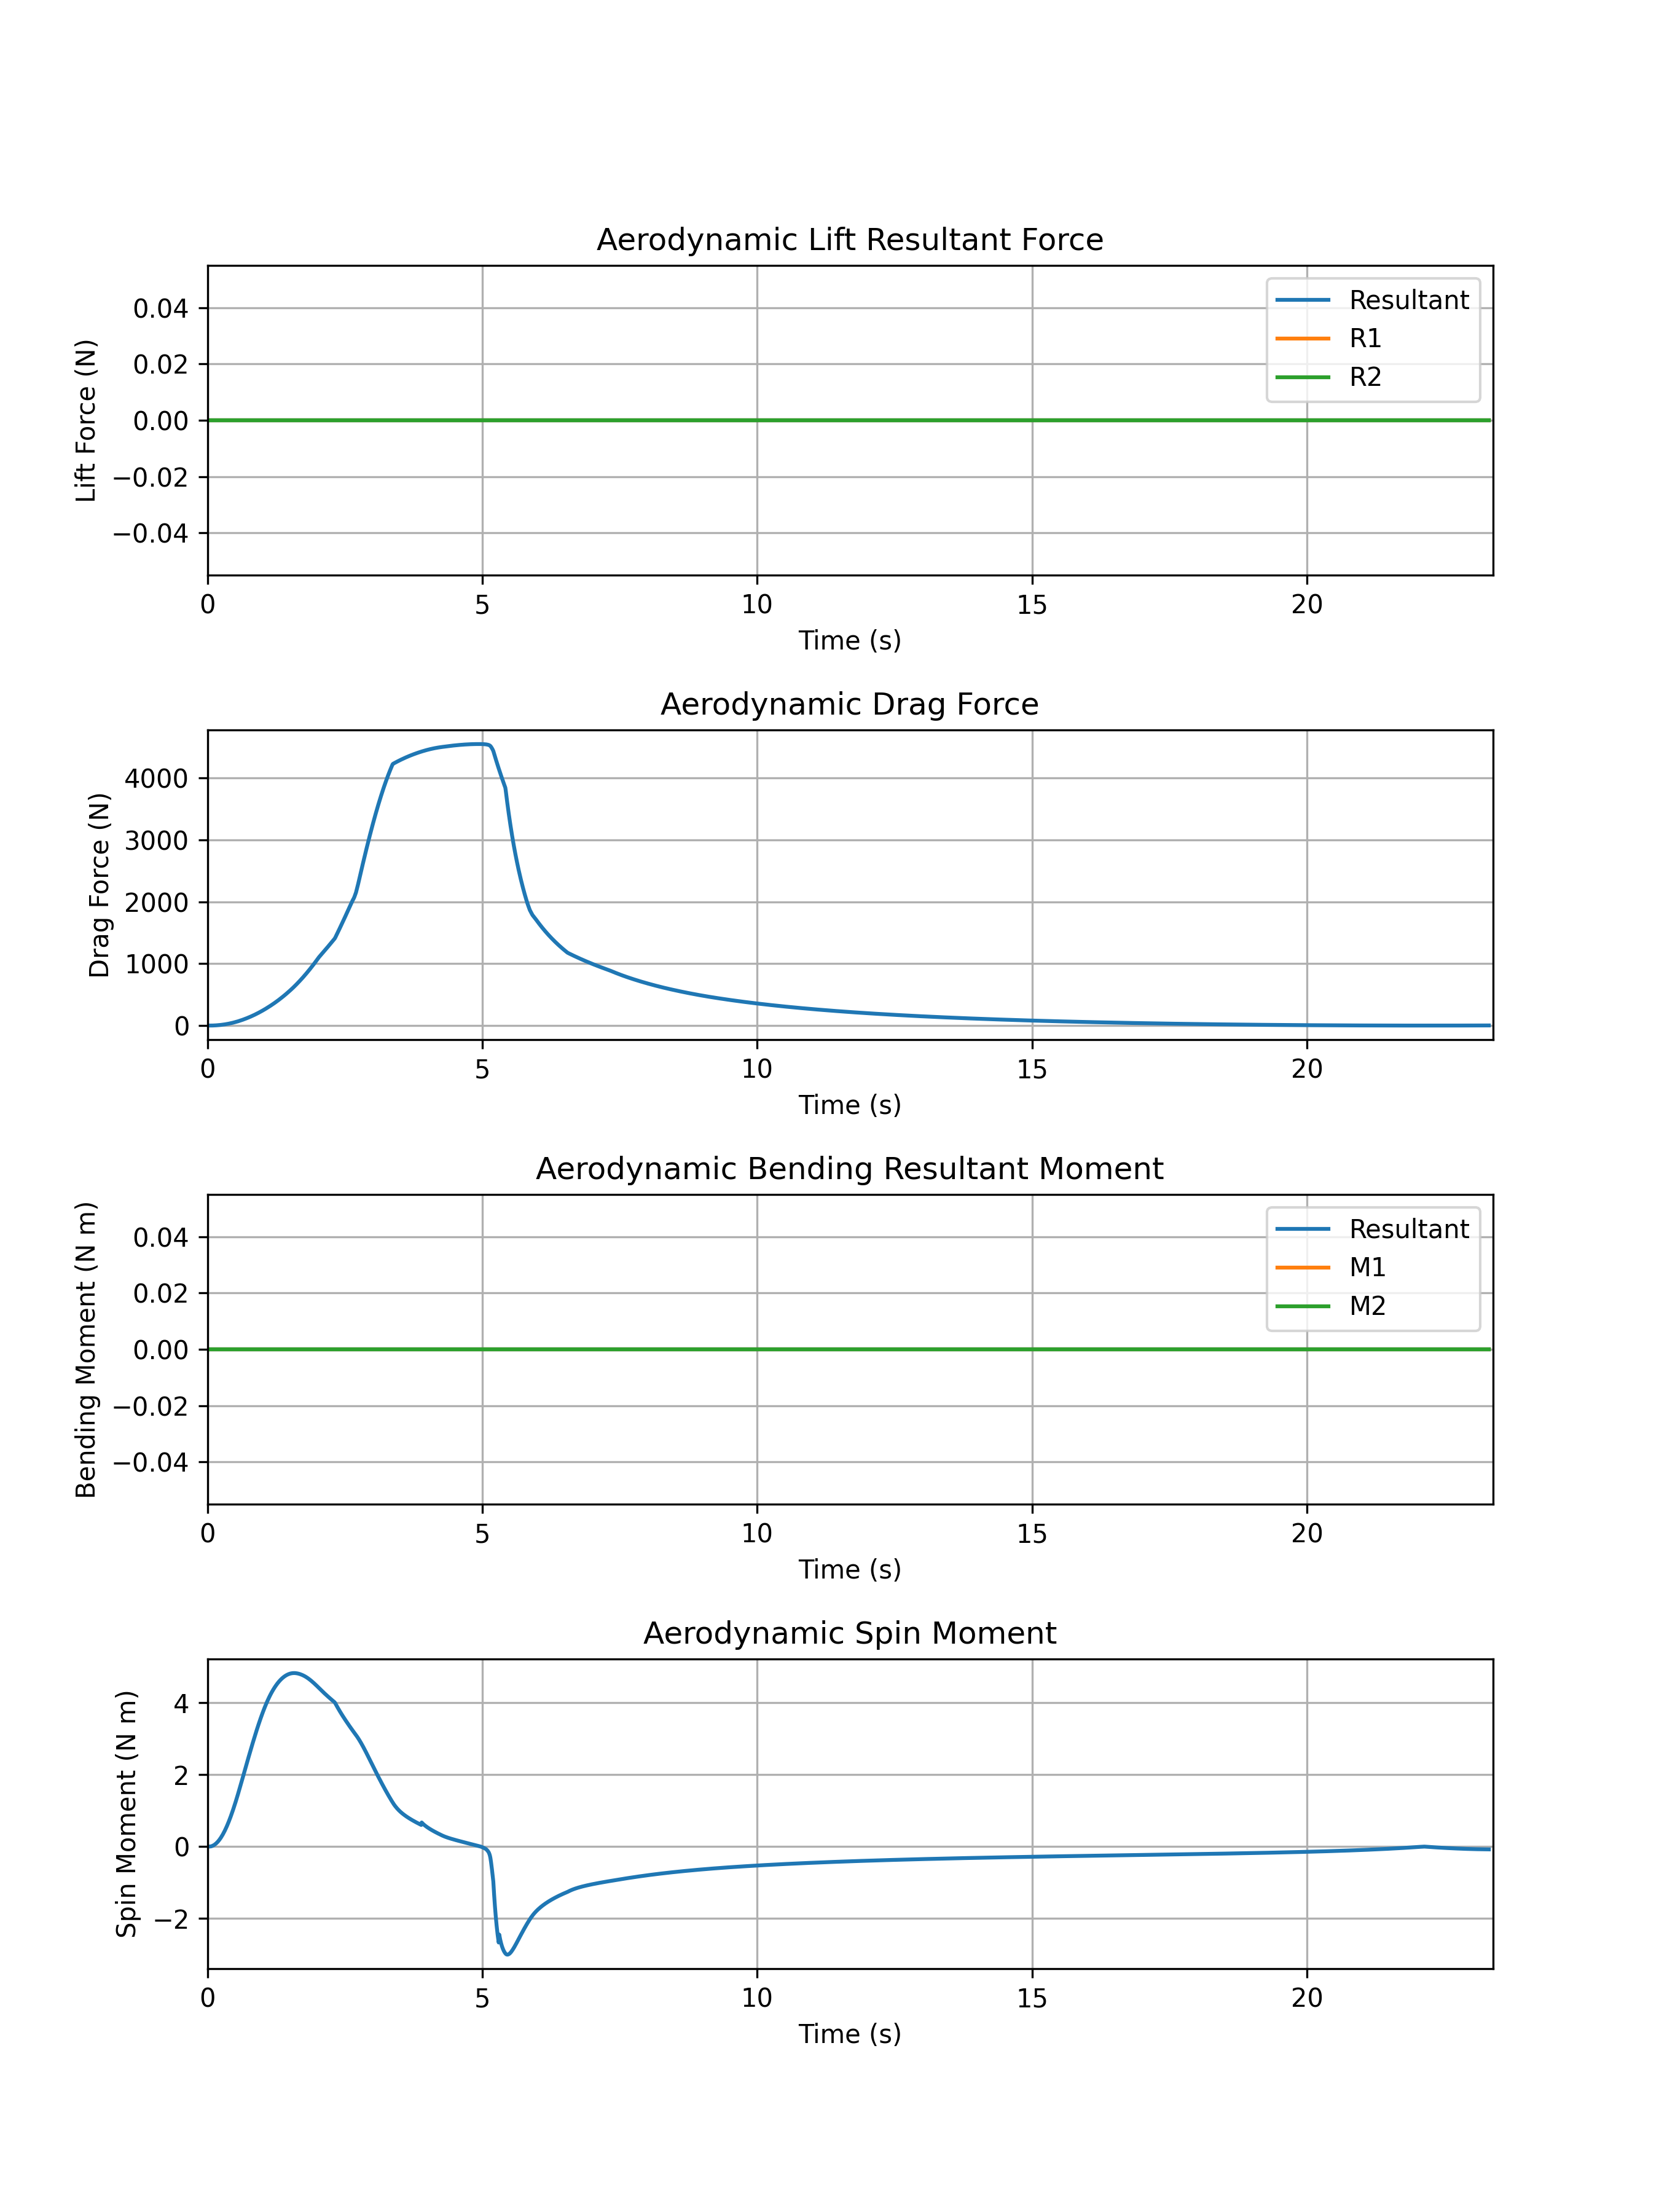 Aerodynamic Lift Resultant Force
Lift Force (N)
0.04
0.02
0.00
−0.02
−0.04
Resultant
R1
R2
0 5 10 15 20
Time (s)
Aerodynamic Drag Force
Drag Force (N)
4000
3000
2000
1000
0
0 5 10 15 20
Time (s)
Aerodynamic Bending Resultant Moment
Bending Moment (N m)
0.04
0.02
0.00
−0.02
−0.04
Resultant
M1
M2
0 5 10 15 20
Time (s)
Aerodynamic Spin Moment
Spin Moment (N m)
4
2
0
−2
0 5 10 15 20
Time (s)